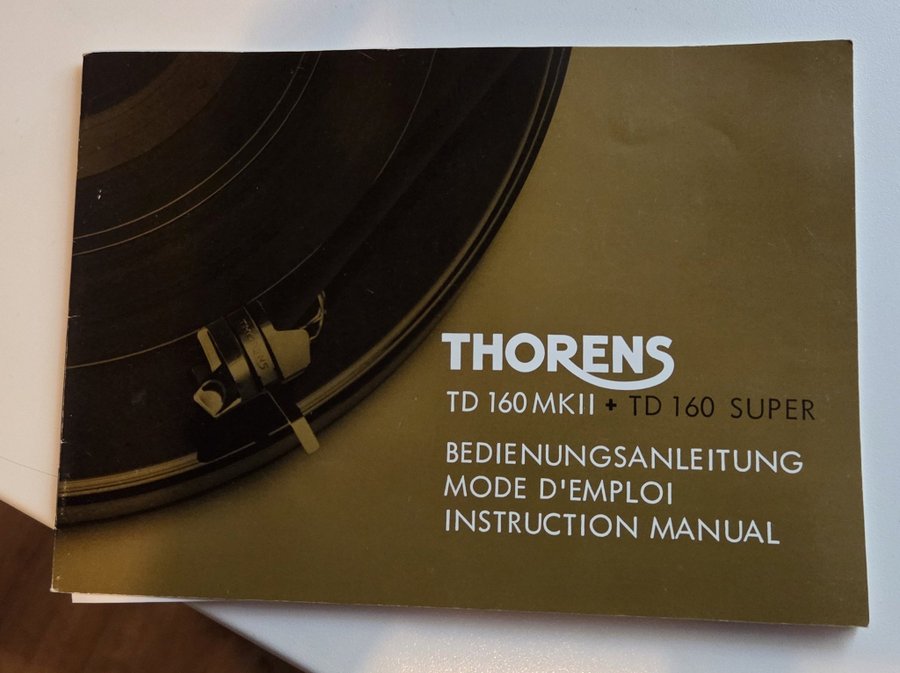 THORENS
TD 160 MKII + TD 160 SUPER
BEDIENUNGSANLEITUNG
MODE D'EMPLOI
INSTRUCTION MANUAL